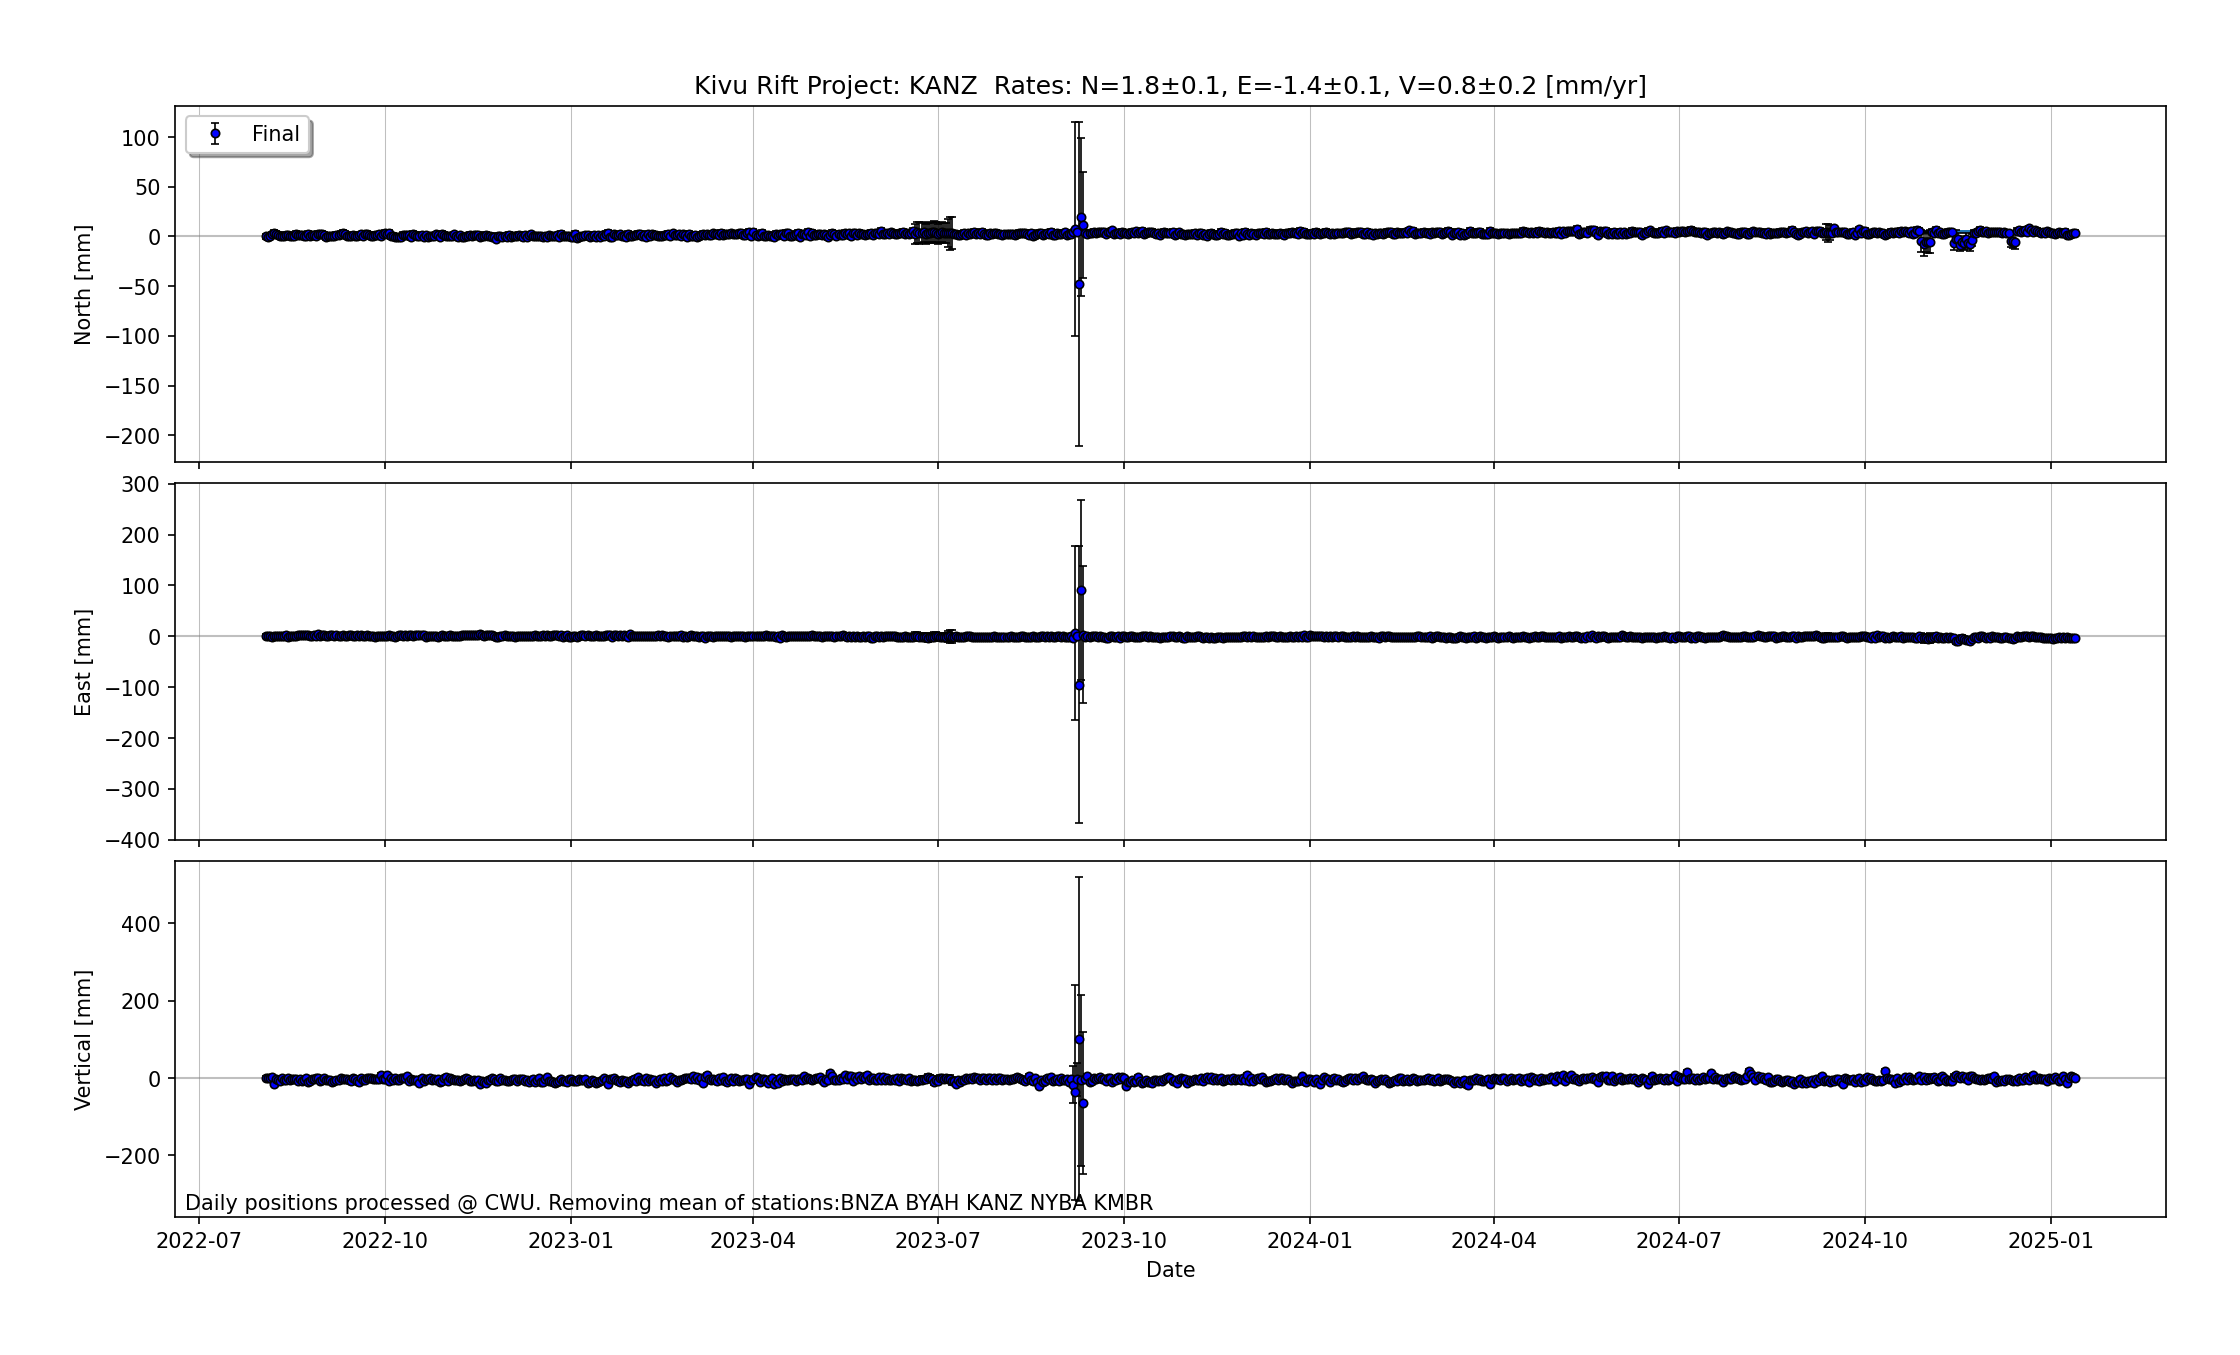 Kivu Rift Project: KANZ  Rates: N=1.8±0.1, E=-1.4±0.1, V=0.8±0.2 [mm/yr]
Final
North [mm]
100
50
0
−50
−100
−150
−200
East [mm]
300
200
100
0
−100
−200
−300
−400
Vertical [mm]
400
200
0
−200
Daily positions processed @ CWU. Removing mean of stations:BNZA BYAH KANZ NYBA KMBR
2022-07 2022-10 2023-01 2023-04 2023-07 2023-10 2024-01 2024-04 2024-07 2024-10 2025-01
Date